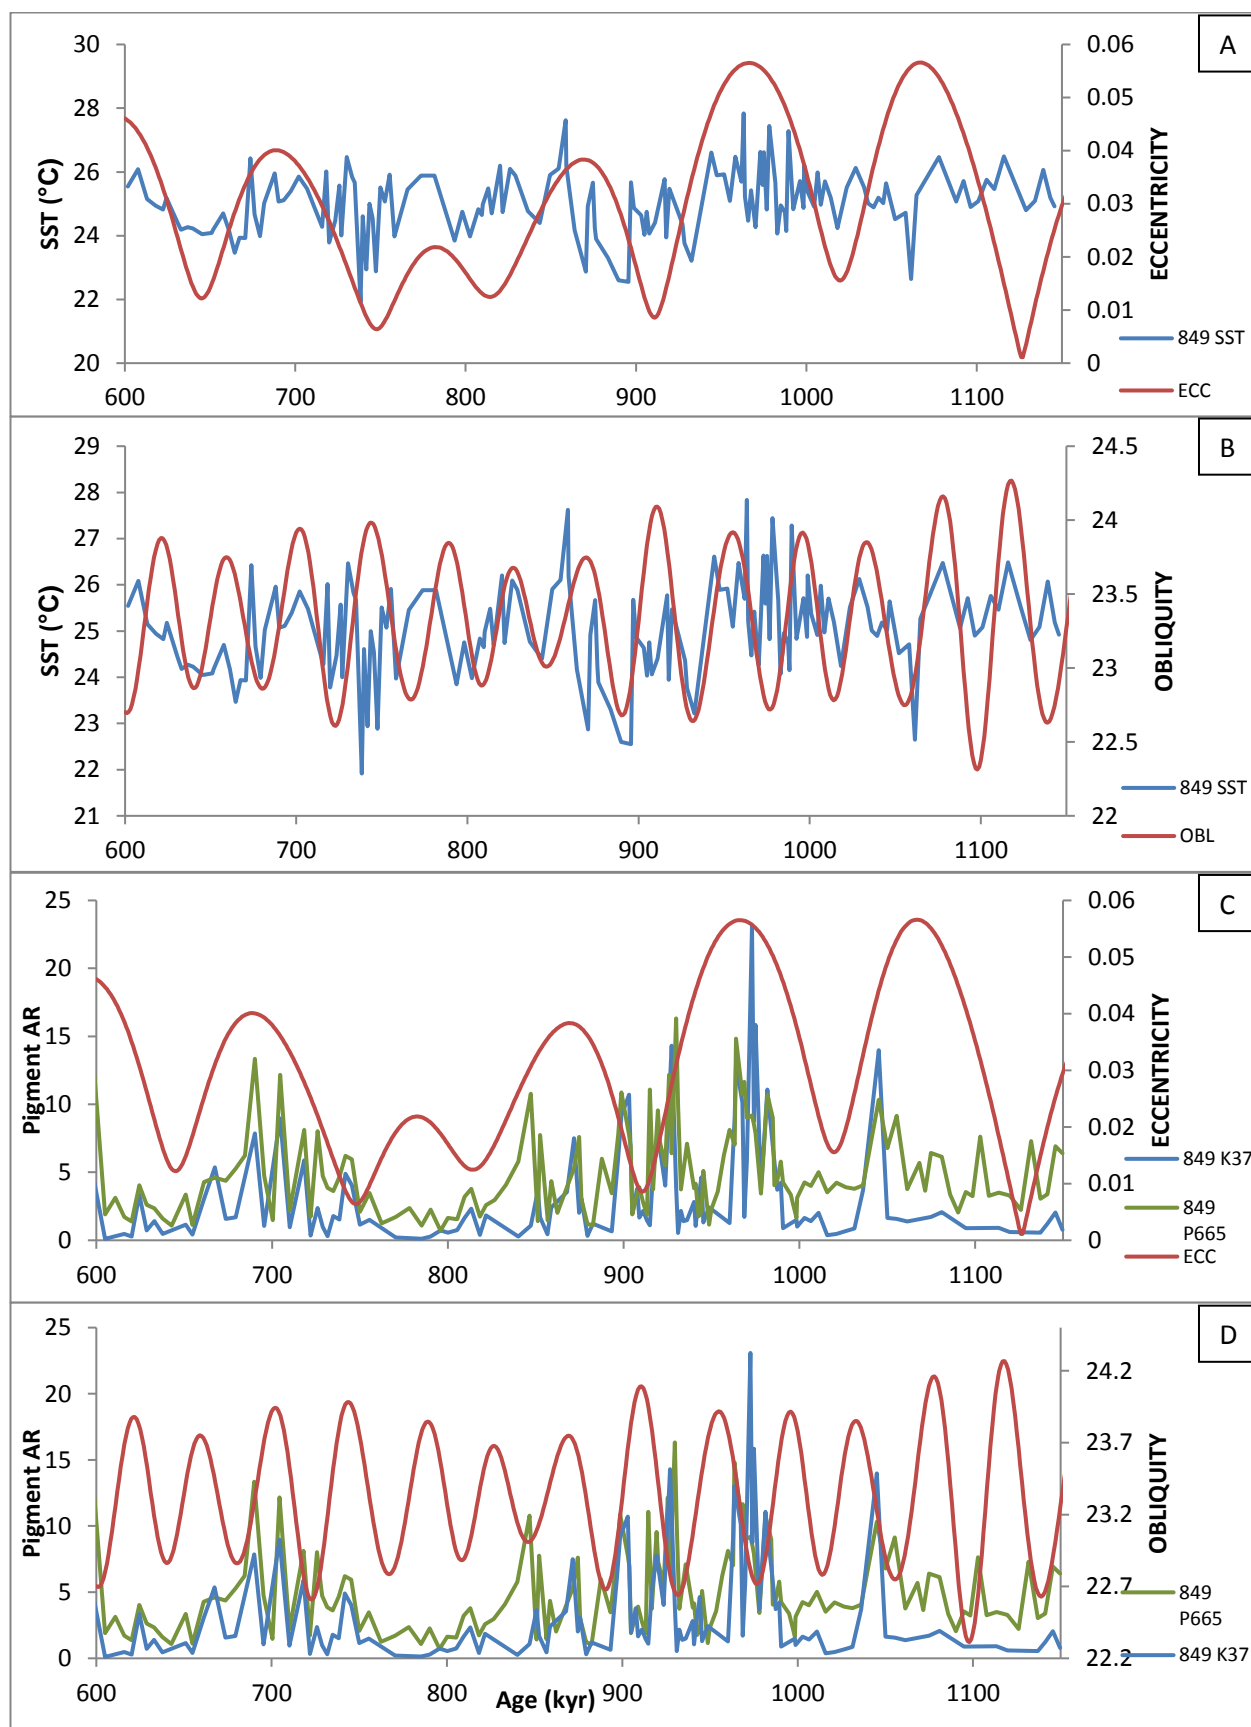 A
30
28
26
24
22
20
SST (°C)
0.06
0.05
0.04
0.03
0.02
0.01
0
ECCENTRICITY
849 SST
ECC
600 700 800 900 1000 1100
B
29
28
27
26
25
24
23
22
21
SST (°C)
24.5
24
23.5
23
22.5
22
OBLIQUITY
849 SST
OBL
600 700 800 900 1000 1100
C
25
20
15
10
5
0
Pigment AR
0.06
0.05
0.04
0.03
0.02
0.01
0
ECCENTRICITY
849 K37
849
P665
ECC
600 700 800 900 1000 1100
D
25
20
15
10
5
0
Pigment AR
24.2
23.7
23.2
22.7
22.2
OBLIQUITY
849
P665
849 K37
600 700 800 900 1000 1100
Age (kyr)